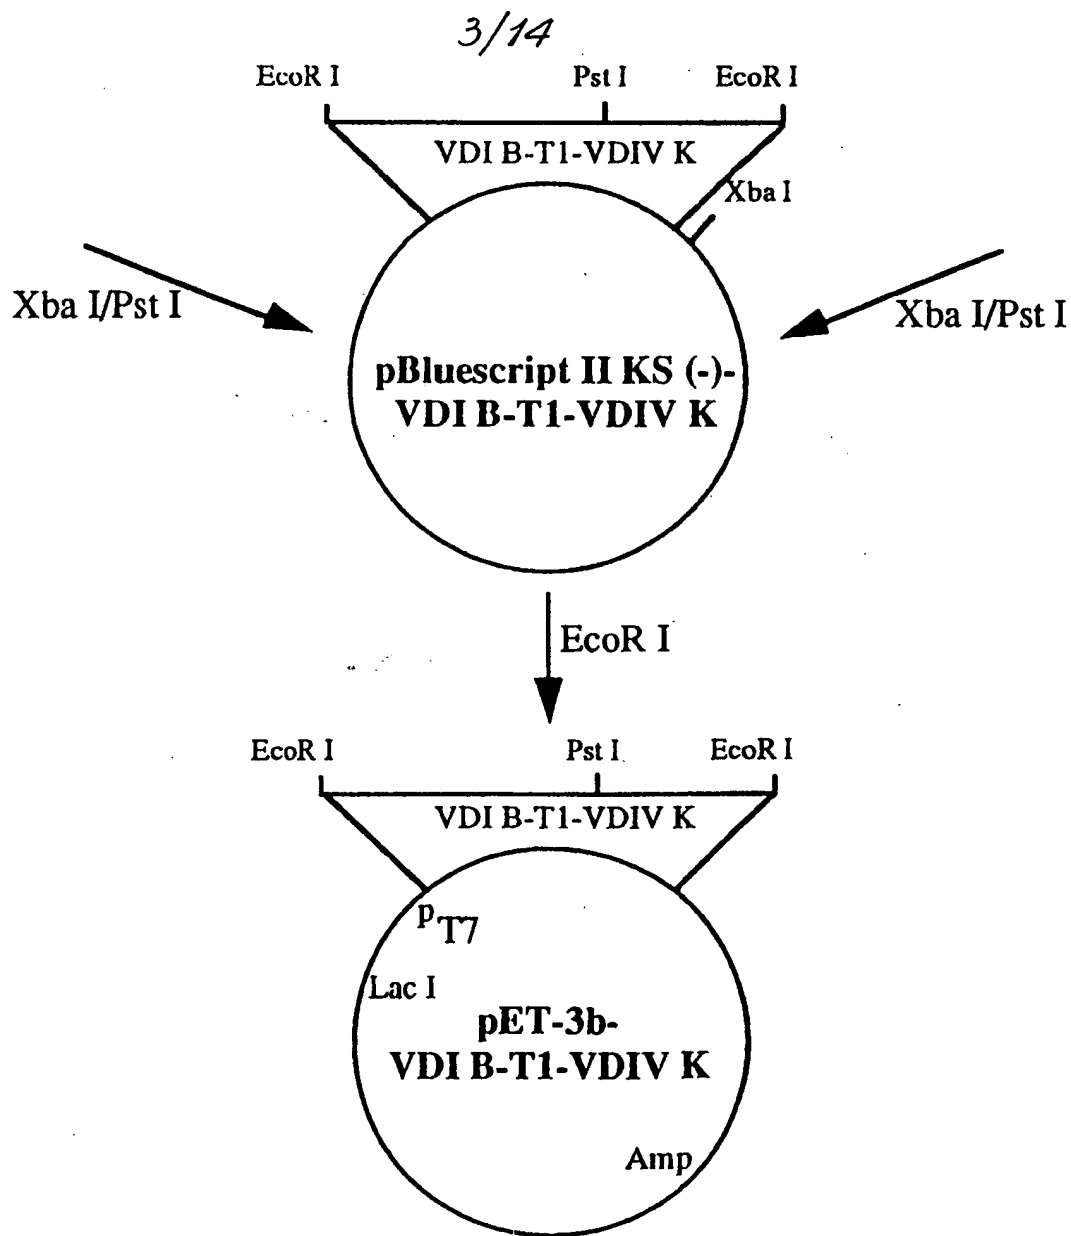 3/14
EcoR I Pst I EcoR I
VDI B-T1-VDIV K
Xba I
Xba I/Pst I
Xba I/Pst I
pBluescript II KS (-)-
VDI B-T1-VDIV K
EcoR I
EcoR I Pst I EcoR I
VDI B-T1-VDIV K
pT7
Lac I
pET-3b-
VDI B-T1-VDIV K
Amp